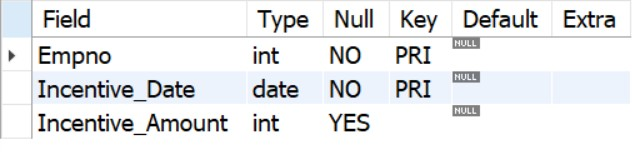 Field Type Null Key Default Extra
Empno int NO PRI NULL
Incentive_Date date NO PRI NULL
Incentive_Amount int YES NULL